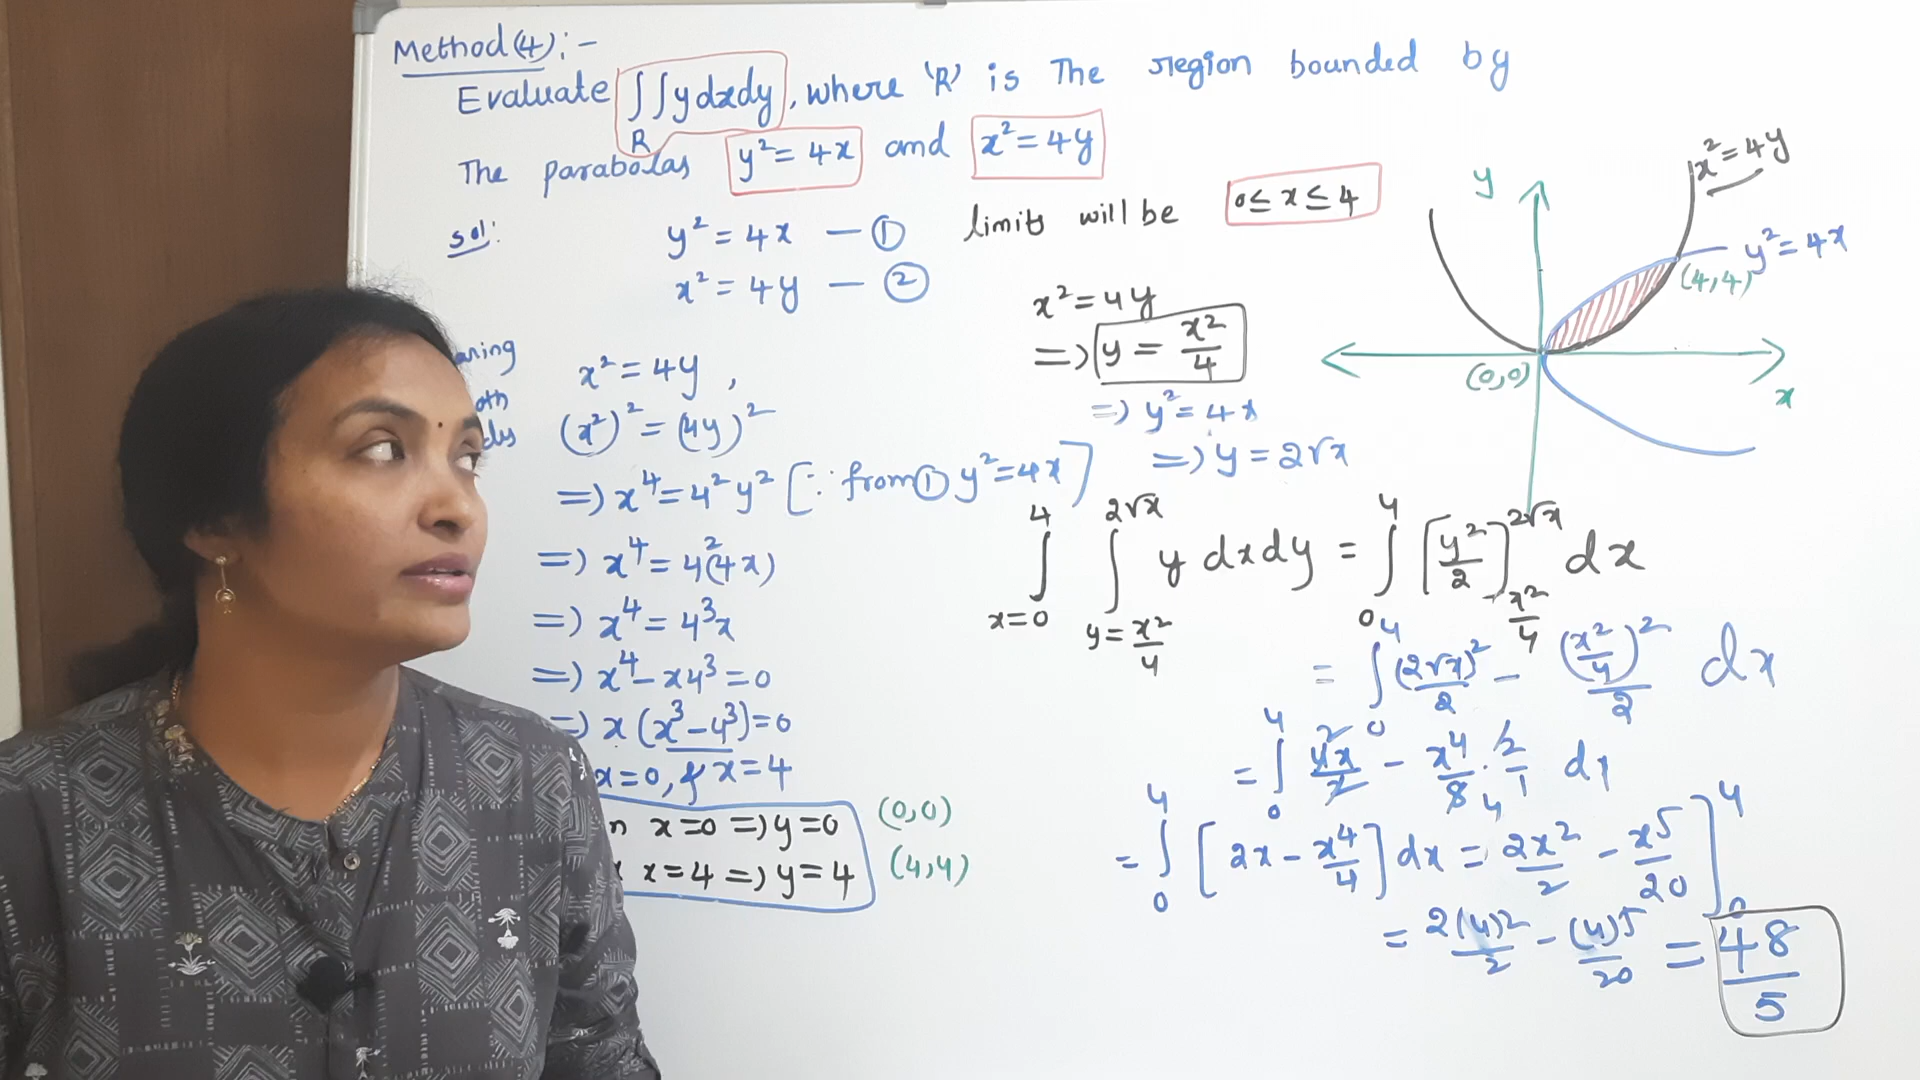 Method(4):-
Evaluate ∫∫_R y dxdy, where 'R' is The region bounded by
The parabolas y² = 4x and x² = 4y
sol:
y² = 4x — ①
x² = 4y — ②
x² = 4y ,
(x²)² = (4y)²
=) x⁴ = 4² y² [∵ from ① y² = 4x]
=) x⁴ = 4²(4x)
=) x⁴ = 4³x
=) x⁴ - x4³ = 0
=) x(x³ - 4³) = 0
x = 0, & x = 4
x = 0 =) y = 0 (0,0)
x = 4 =) y = 4 (4,4)
limits will be 0 ≤ x ≤ 4
x² = 4y
=) y = x²/4
=) y² = 4x
=) y = 2√x
∫_{x=0}^{4} ∫_{y=x²/4}^{2√x} y dxdy = ∫_0^4 [y²/2]_{x²/4}^{2√x} dx
= ∫_0^4 (2√x)²/2 - (x²/4)²/2 dx
= ∫_0^4 4x/2 - x⁴/8 · 2/1 dx
= ∫_0^4 [2x - x⁴/4] dx = 2x²/2 - x⁵/20]_0^4
= 2(4)²/2 - (4)⁵/20 = 48/5
y
x² = 4y
y² = 4x
(4,4)
(0,0)
x